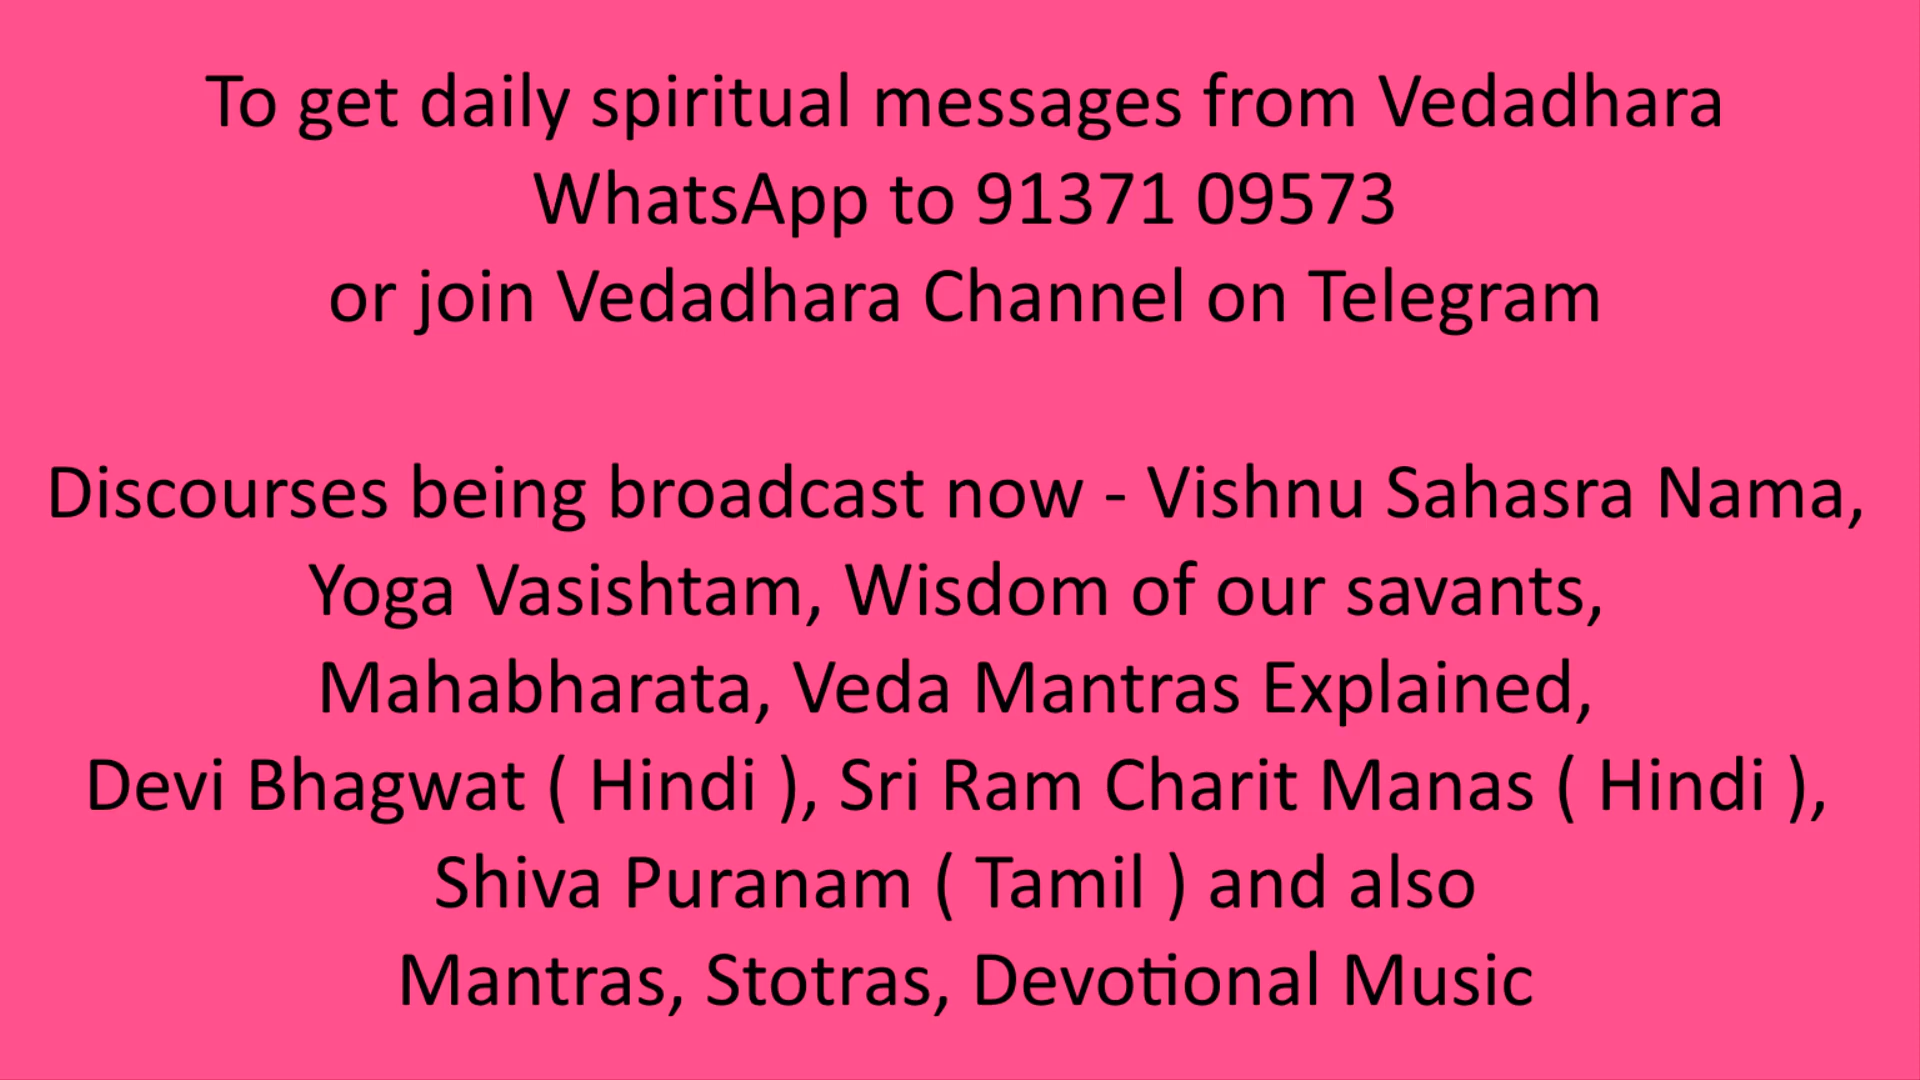 To get daily spiritual messages from Vedadhara
WhatsApp to 91371 09573
or join Vedadhara Channel on Telegram
Discourses being broadcast now - Vishnu Sahasra Nama,
Yoga Vasishtam, Wisdom of our savants,
Mahabharata, Veda Mantras Explained,
Devi Bhagwat ( Hindi ), Sri Ram Charit Manas ( Hindi ),
Shiva Puranam ( Tamil ) and also
Mantras, Stotras, Devotional Music